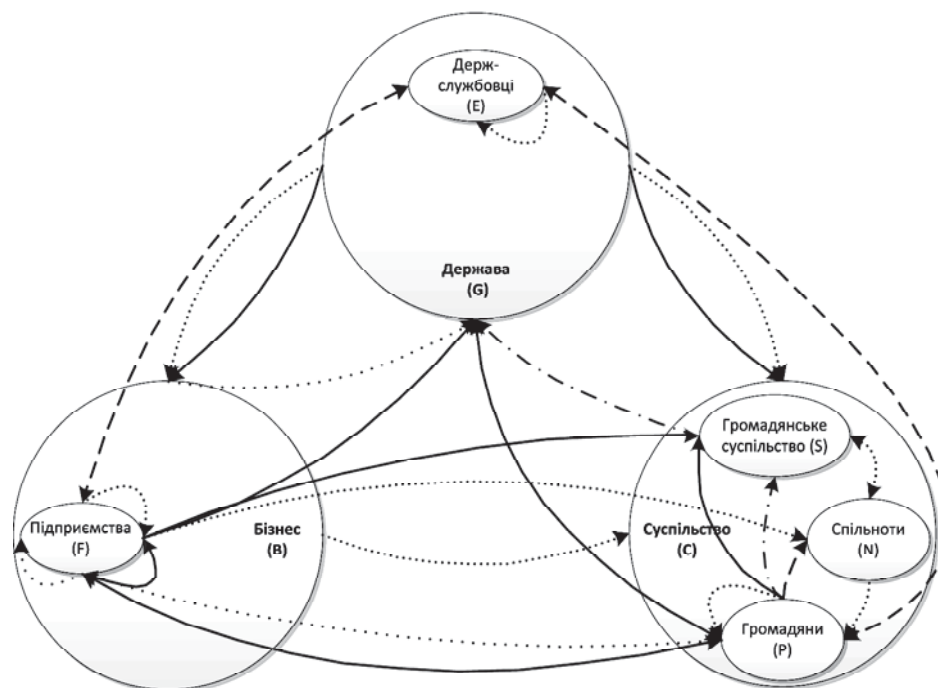 Держ-
службовці
(E)
Держава
(G)
Громадянське
суспільство (S)
Підприємства
(F)
Бізнес
(B)
Суспільство
(C)
Спільноти
(N)
Громадяни
(P)